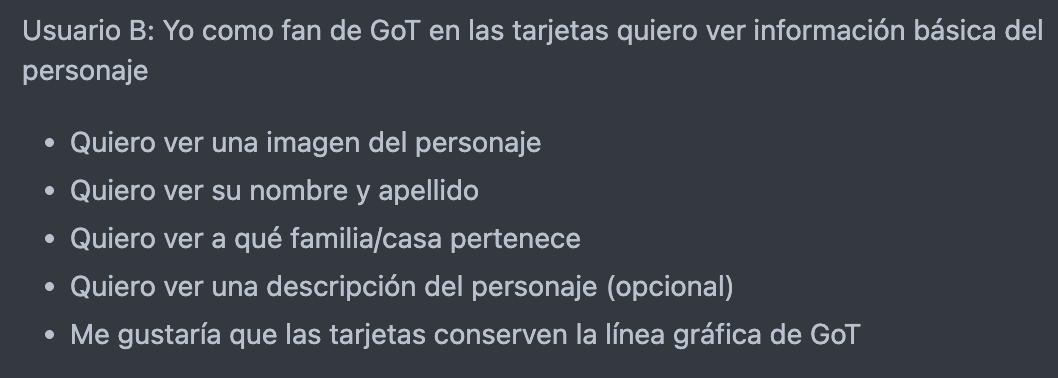 Usuario B: Yo como fan de GoT en las tarjetas quiero ver información básica del
personaje
• Quiero ver una imagen del personaje
• Quiero ver su nombre y apellido
• Quiero ver a qué familia/casa pertenece
• Quiero ver una descripción del personaje (opcional)
• Me gustaría que las tarjetas conserven la línea gráfica de GoT